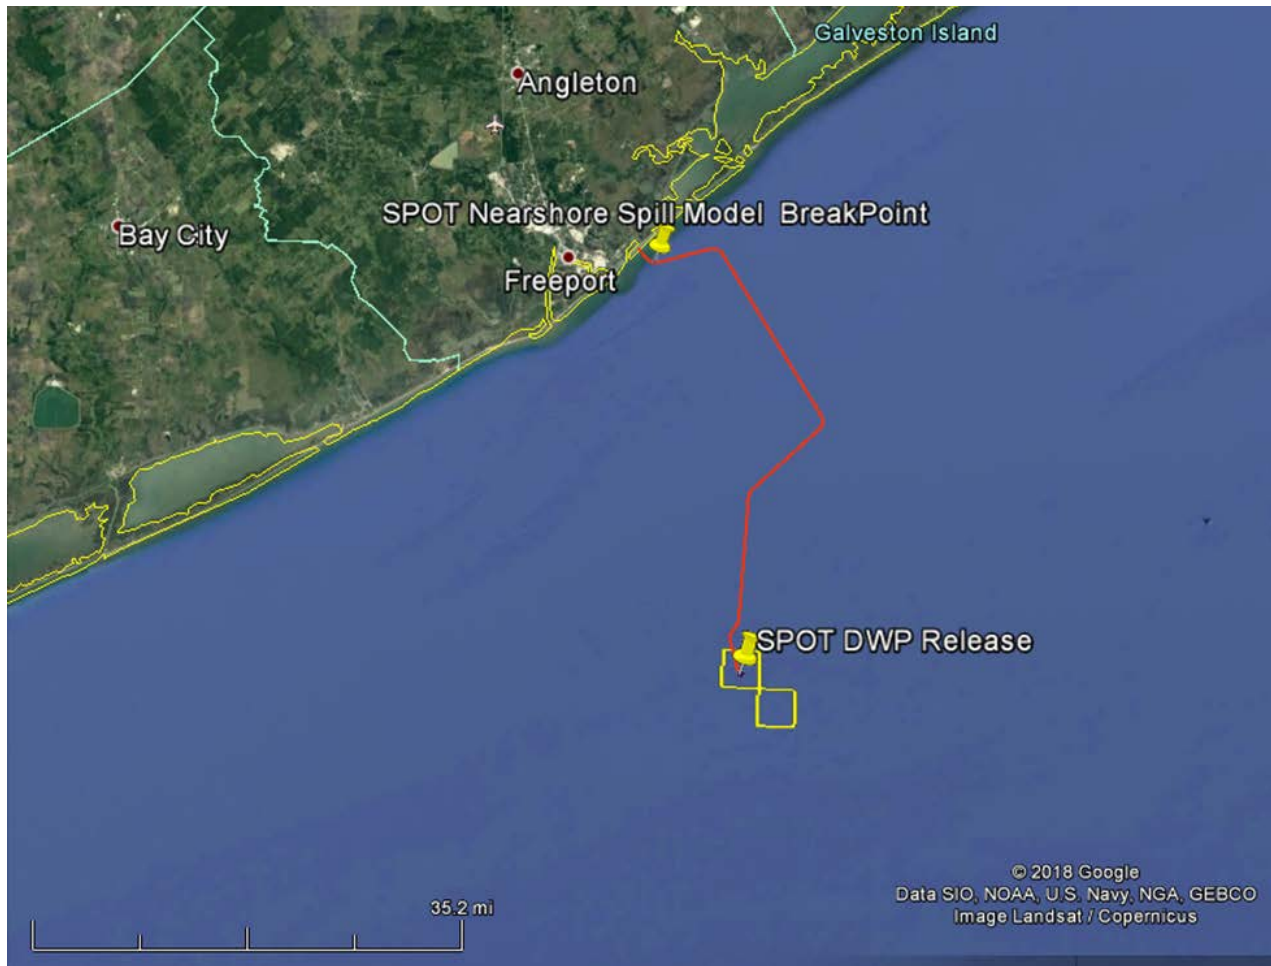 Galveston Island
Angleton
SPOT Nearshore Spill Model  BreakPoint
Bay City
Freeport
SPOT DWP Release
© 2018 Google
Data SIO, NOAA, U.S. Navy, NGA, GEBCO
Image Landsat / Copernicus
35.2 mi